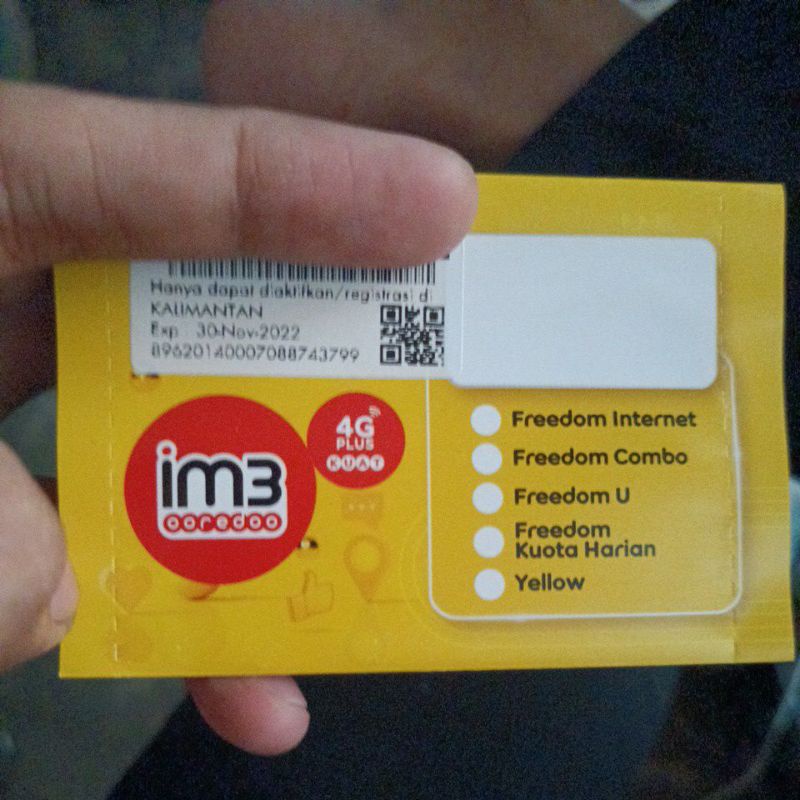 Hanya dapat diaktifkan/registrasi di
KALIMANTAN
Exp 30-Nov-2022
89620140007088743799
im3
ooredoo
4G
PLUS
KUAT
Freedom Internet
Freedom Combo
Freedom U
Freedom
Kuota Harian
Yellow